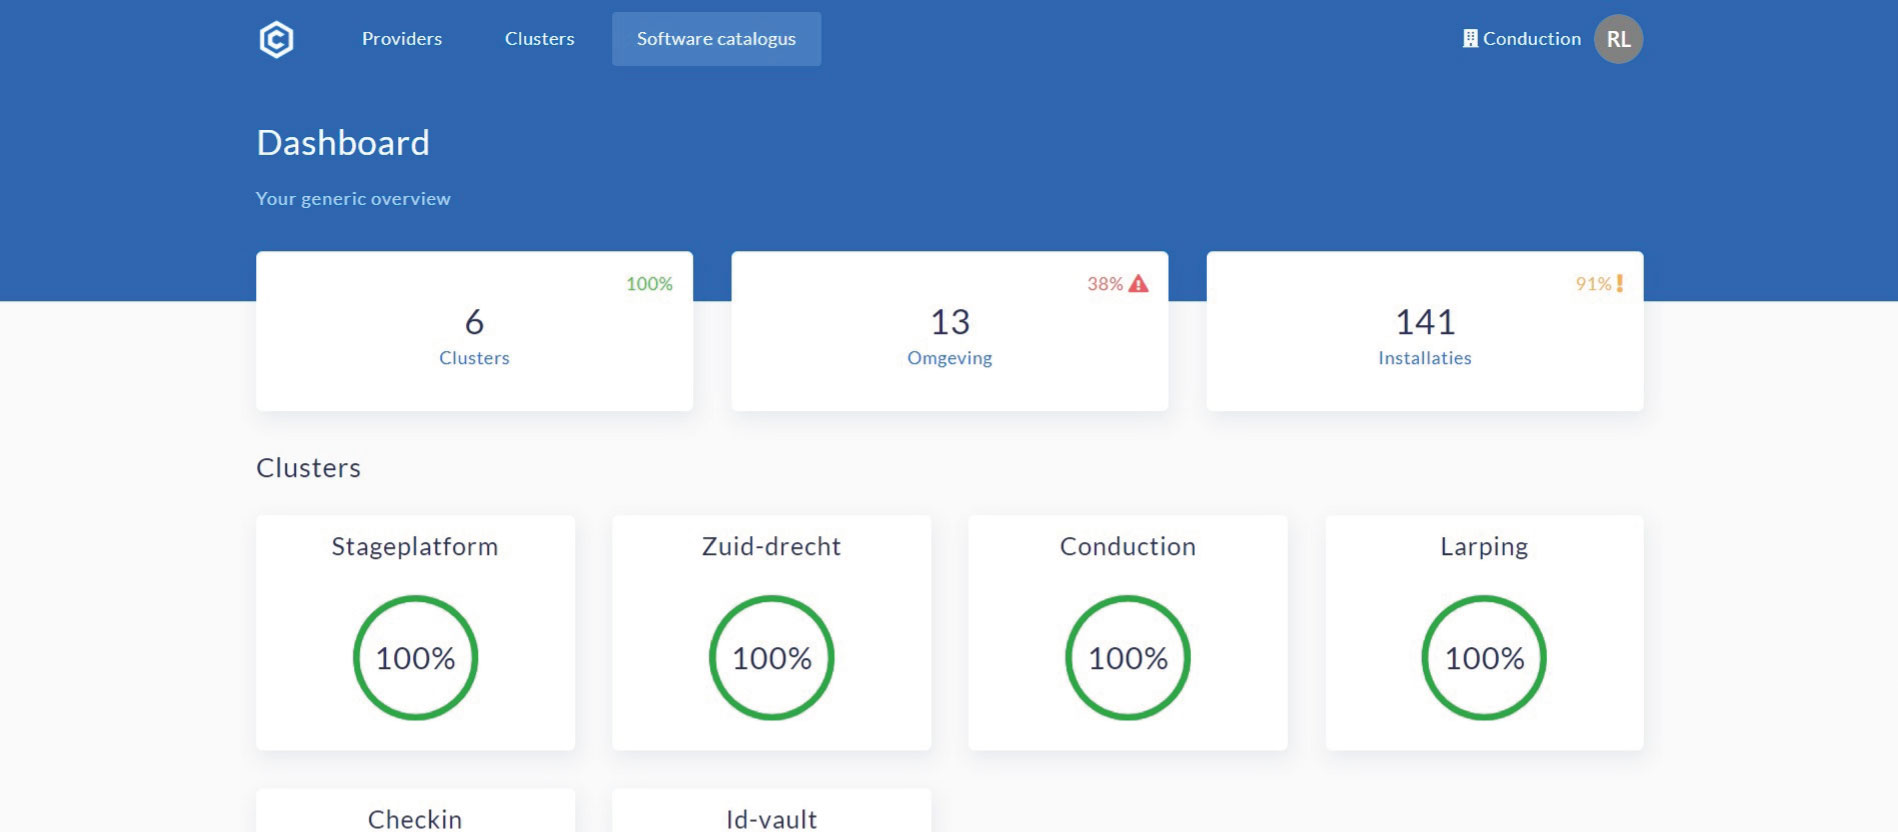 Providers Clusters Software catalogus Conduction RL
Dashboard
Your generic overview
100% 38% 91%
6 13 141
Clusters Omgeving Installaties
Clusters
Stageplatform Zuid-drecht Conduction Larping
100% 100% 100% 100%
Checkin Id-vault